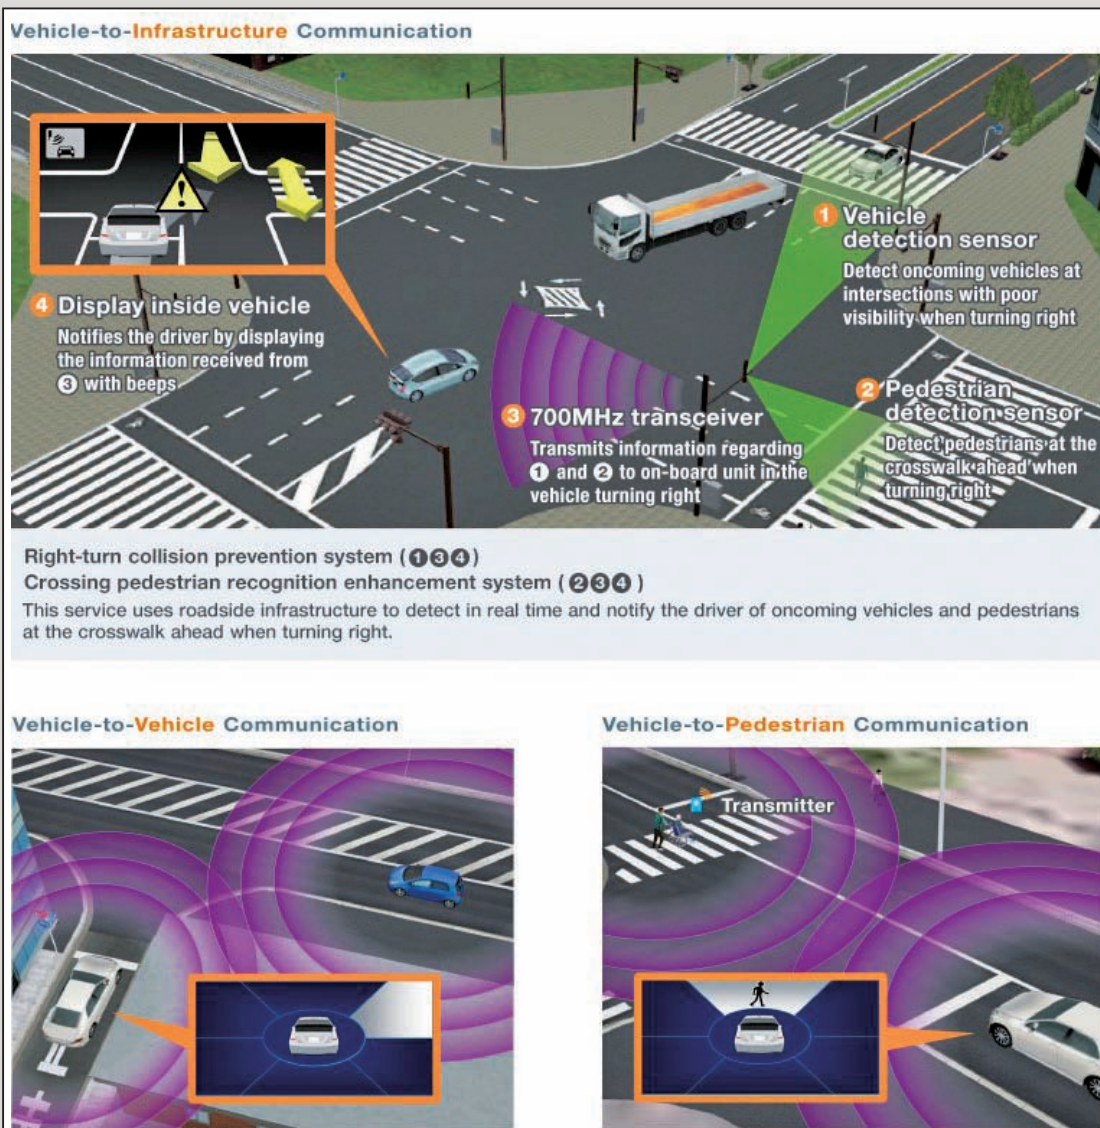 Vehicle-to-Infrastructure Communication
1 Vehicle
detection sensor
Detect oncoming vehicles at
intersections with poor
visibility when turning right
4 Display inside vehicle
Notifies the driver by displaying
the information received from
3 with beeps
2 Pedestrian
detection sensor
Detect pedestrians at the
crosswalk ahead when
turning right
3 700MHz transceiver
Transmits information regarding
1 and 2 to on-board unit in the
vehicle turning right
Right-turn collision prevention system (134)
Crossing pedestrian recognition enhancement system (234)
This service uses roadside infrastructure to detect in real time and notify the driver of oncoming vehicles and pedestrians
at the crosswalk ahead when turning right.
Vehicle-to-Vehicle Communication
Vehicle-to-Pedestrian Communication
Transmitter